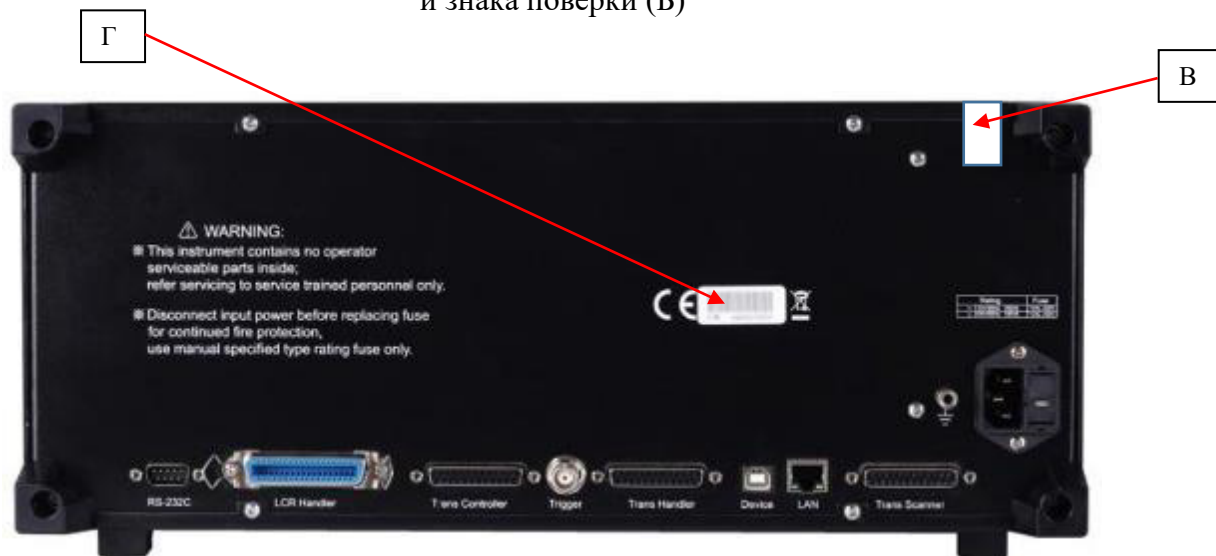 и знака поверки (Б)
Г
В
WARNING:
This instrument contains no operator
serviceable parts inside;
refer servicing to service trained personnel only.
Disconnect input power before replacing fuse
for continued fire protection,
use manual specified type rating fuse only.
CE
Rating Fuse
RS-232C
LCR Handler
Trigger
Trans Handler
Device
LAN
Trans Scanner